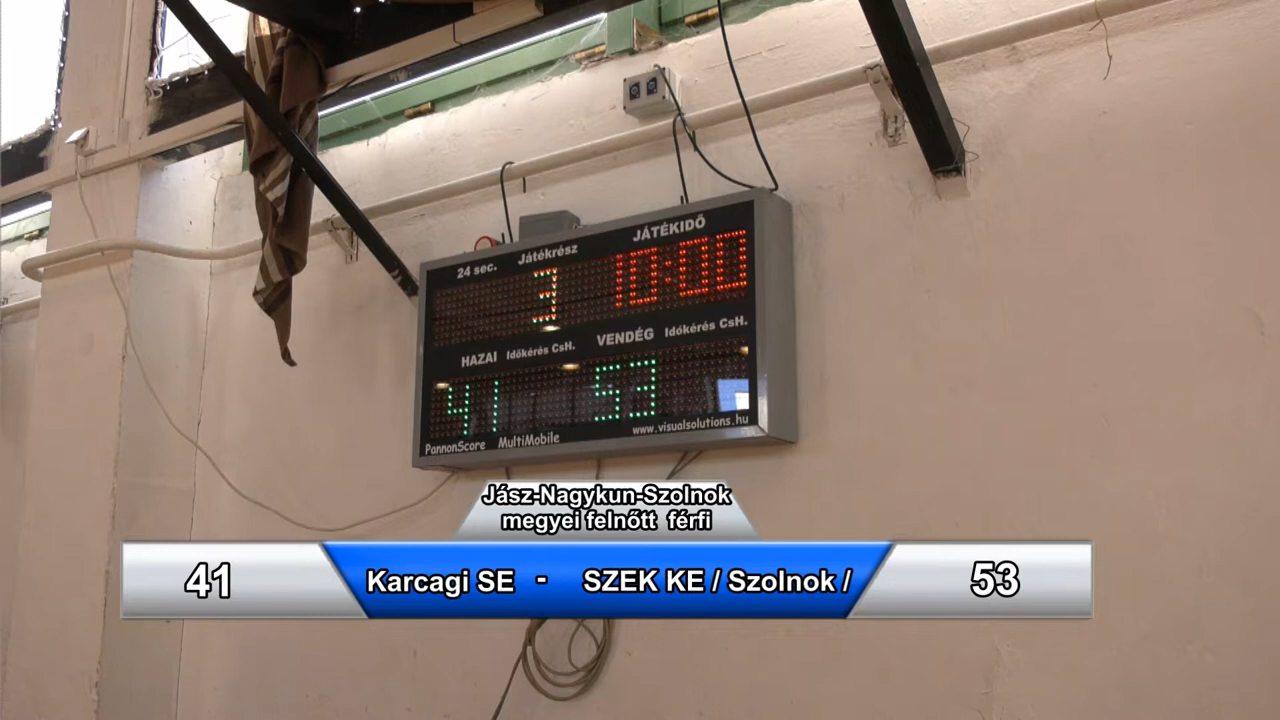 24 sec. Játékrész JÁTÉKIDŐ
3 10:00
HAZAI Időkérés CsH. VENDÉG Időkérés CsH.
41 53
PannonScore MultiMobile www.visualsolutions.hu
Jász-Nagykun-Szolnok
megyei felnőtt férfi
41 Karcagi SE - SZEK KE / Szolnok / 53